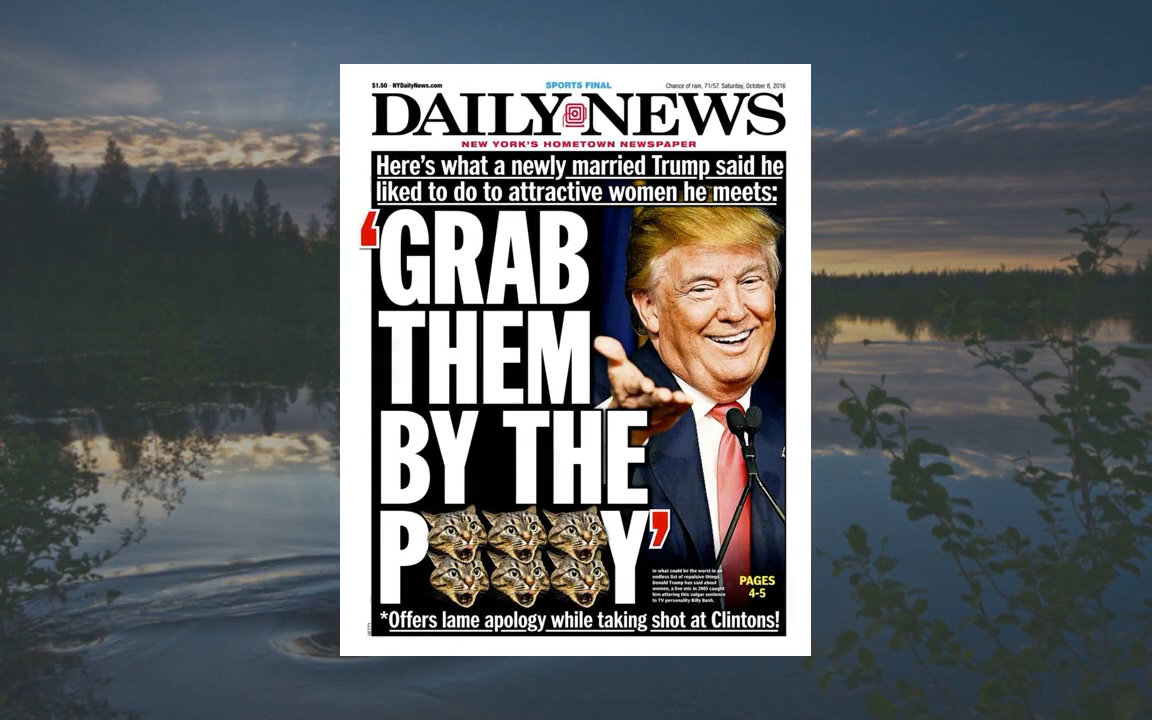 $1.50 · NYDailyNews.com SPORTS FINAL Chance of rain, 71/57. Saturday, October 8, 2016
DAILY NEWS
NEW YORK'S HOMETOWN NEWSPAPER
Here's what a newly married Trump said he
liked to do to attractive women he meets:
‘GRAB
THEM
BY THE
P Y’
In what could be the worst in an
endless list of repulsive things
Donald Trump has said about
women, a live mic in 2005 caught
him offering this vulgar sentence
to TV personality Billy Bush.
PAGES
4-5
*Offers lame apology while taking shot at Clintons!